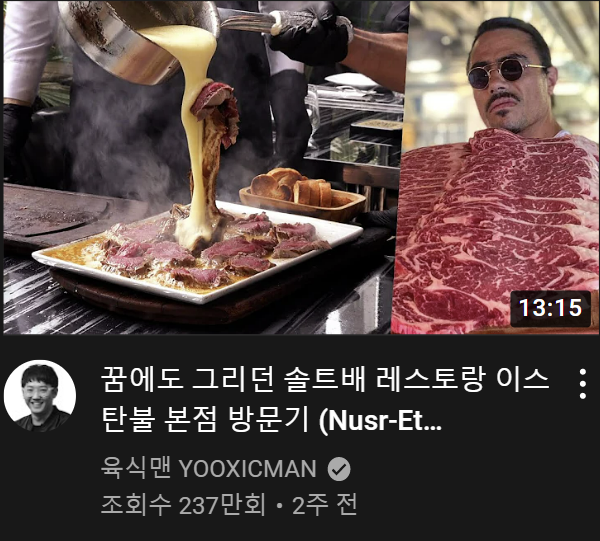 13:15
꿈에도 그리던 솔트배 레스토랑 이스
탄불 본점 방문기 (Nusr-Et...
육식맨 YOOXICMAN
조회수 237만회 • 2주 전